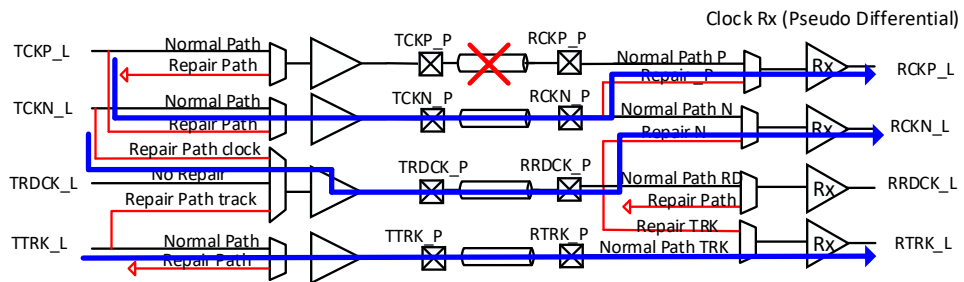 Clock Rx (Pseudo Differential)
TCKP_L
Normal Path
Repair Path
TCKP_P
RCKP_P
Normal Path P
Repair_P
Rx
RCKP_L
TCKN_L
Normal Path
Repair Path
TCKN_P
RCKN_P
Normal Path N
Repair N
Rx
RCKN_L
Repair Path clock
TRDCK_L
No Repair
Repair Path track
TRDCK_P
RRDCK_P
Normal Path RD
Repair Path
Rx
RRDCK_L
TTRK_L
Normal Path
Repair Path
TTRK_P
RTRK_P
Repair TRK
Normal Path TRK
Rx
RTRK_L